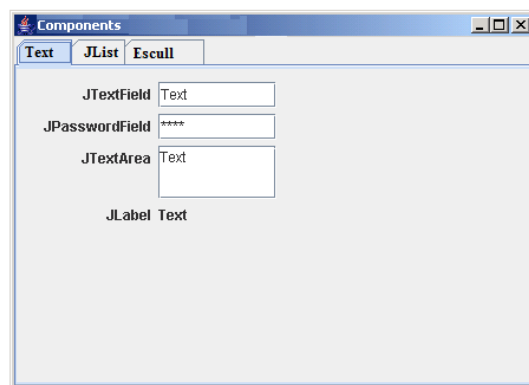 Components
Text JList Escull
JTextField Text
JPasswordField ****
JTextArea Text
JLabel Text